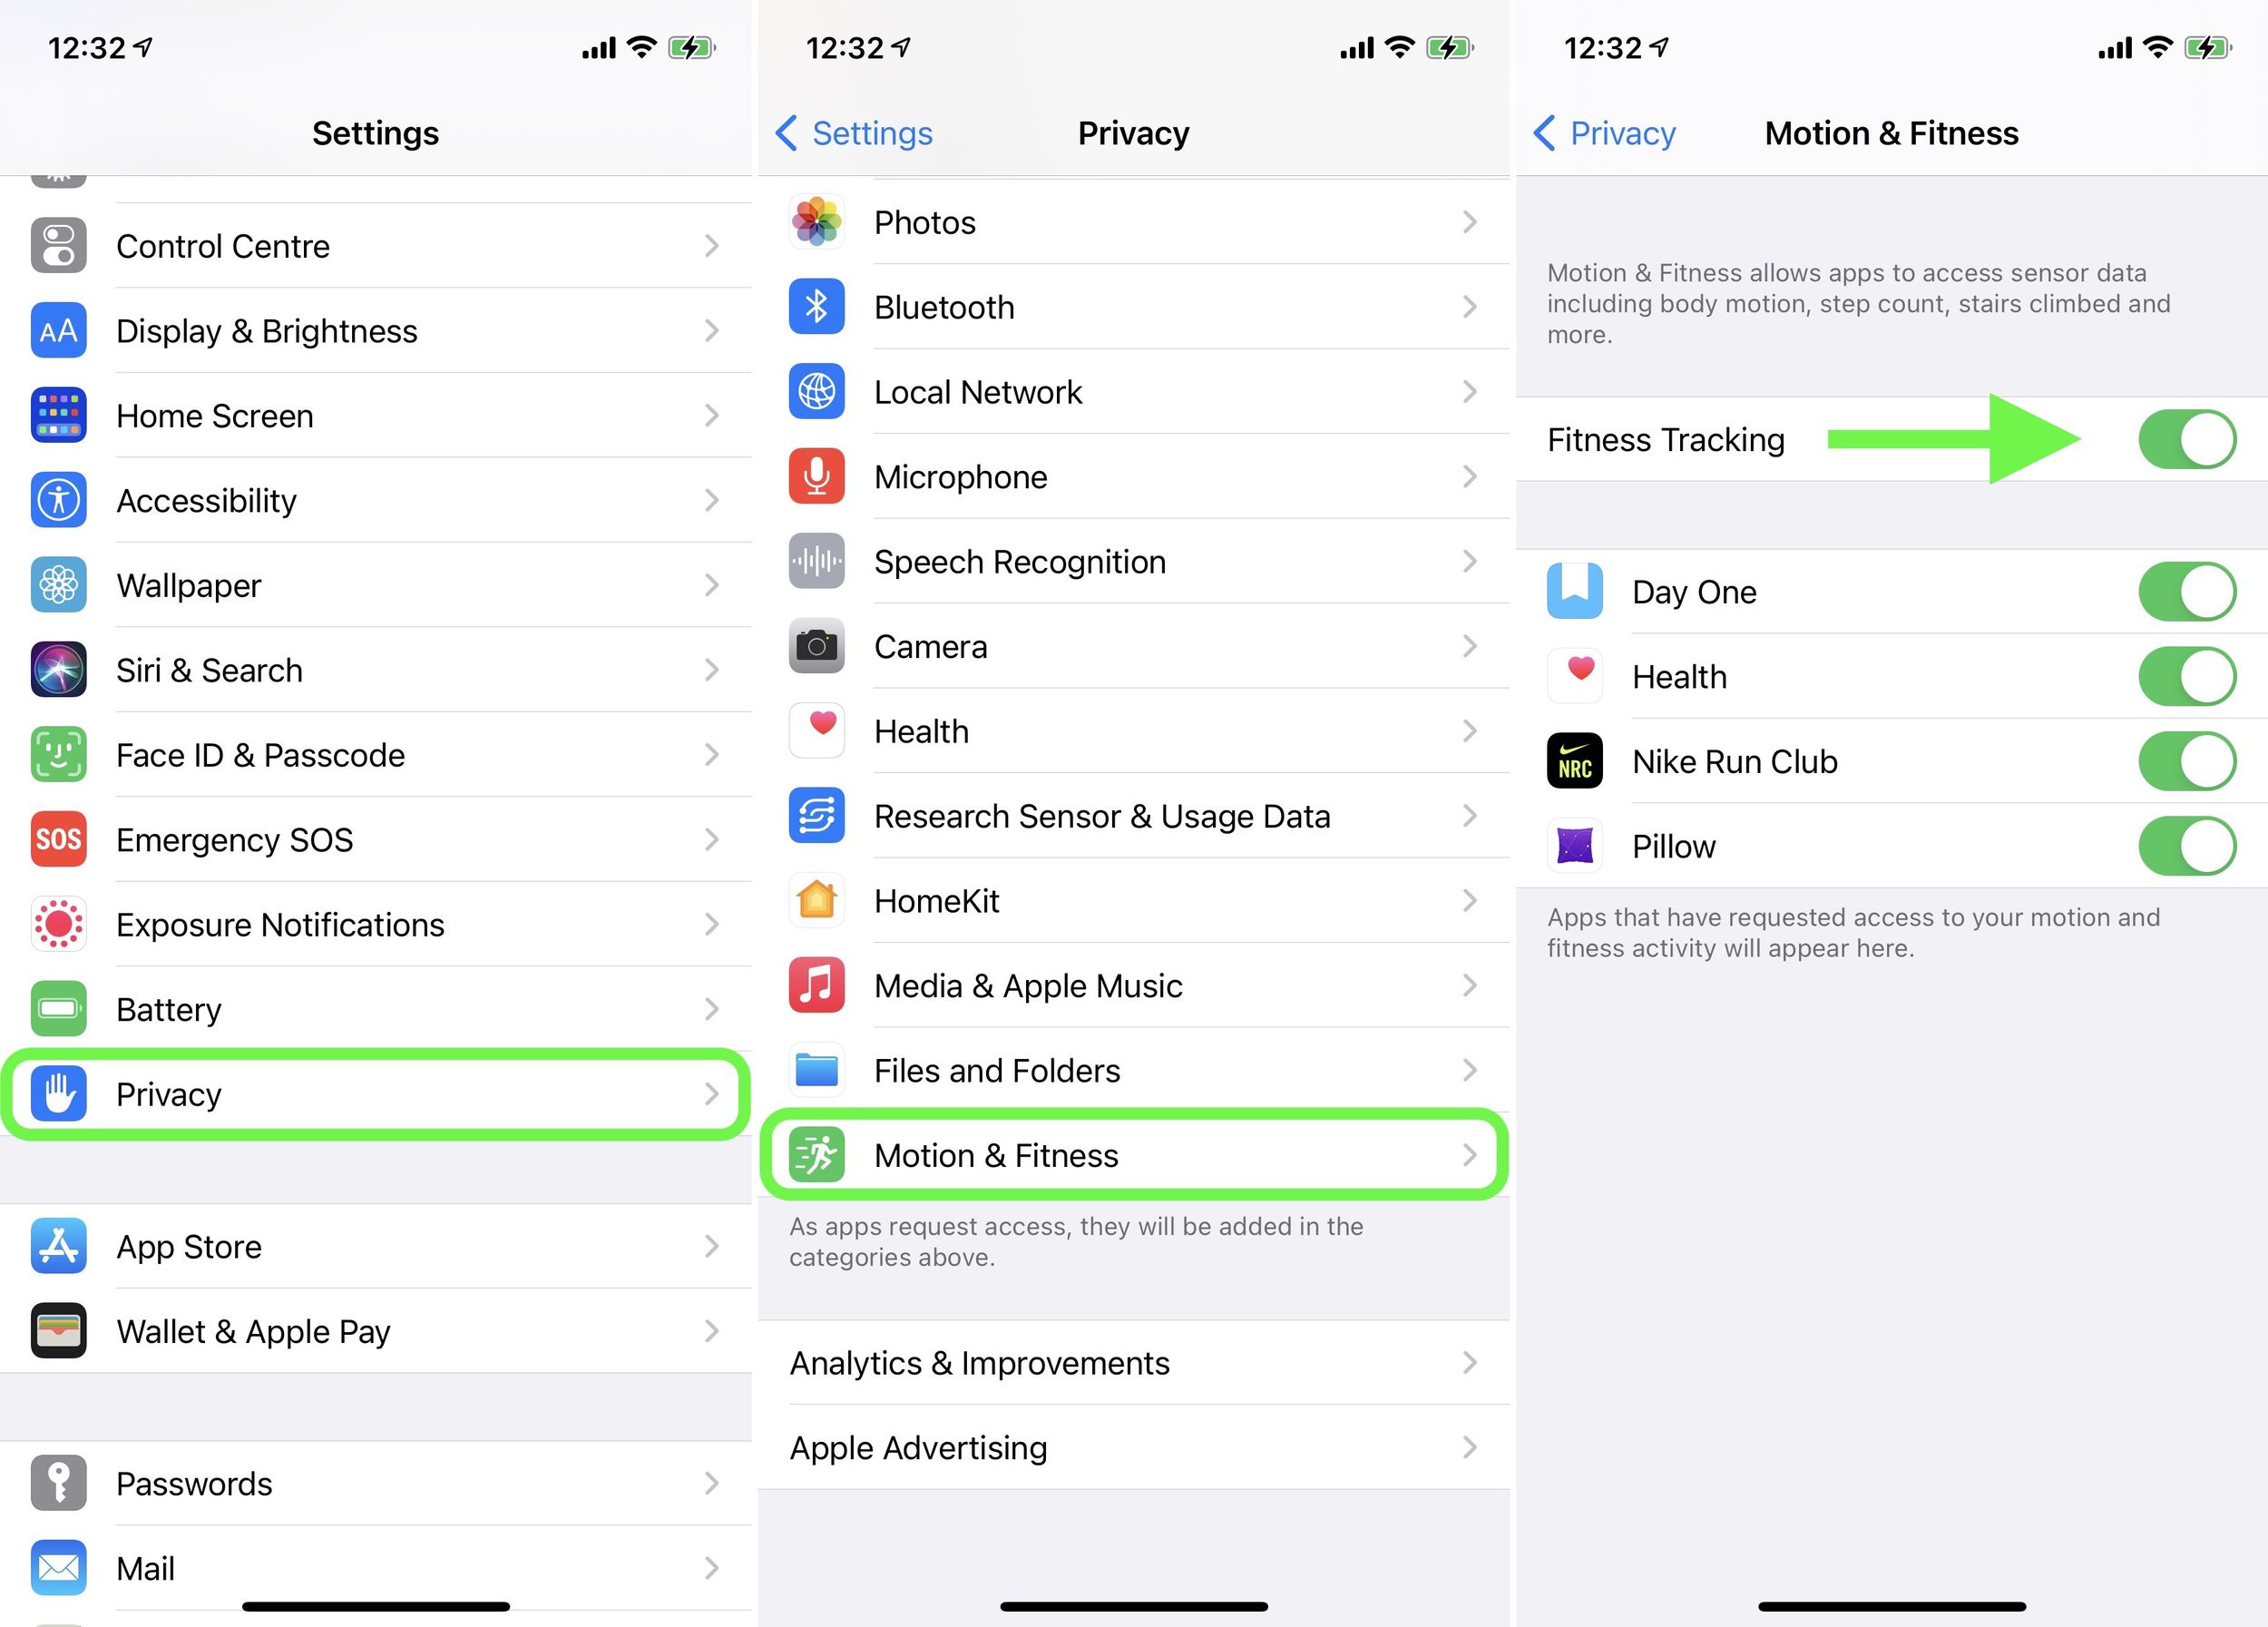 12:32
Settings
Control Centre
AA
Display & Brightness
Home Screen
Accessibility
Wallpaper
Siri & Search
Face ID & Passcode
SOS
Emergency SOS
Exposure Notifications
Battery
Privacy
App Store
Wallet & Apple Pay
Passwords
Mail
12:32
Settings
Privacy
Photos
Bluetooth
Local Network
Microphone
Speech Recognition
Camera
Health
Research Sensor & Usage Data
HomeKit
Media & Apple Music
Files and Folders
Motion & Fitness
As apps request access, they will be added in the
categories above.
Analytics & Improvements
Apple Advertising
12:32
Privacy
Motion & Fitness
Motion & Fitness allows apps to access sensor data
including body motion, step count, stairs climbed and
more.
Fitness Tracking
Day One
Health
NRC
Nike Run Club
Pillow
Apps that have requested access to your motion and
fitness activity will appear here.